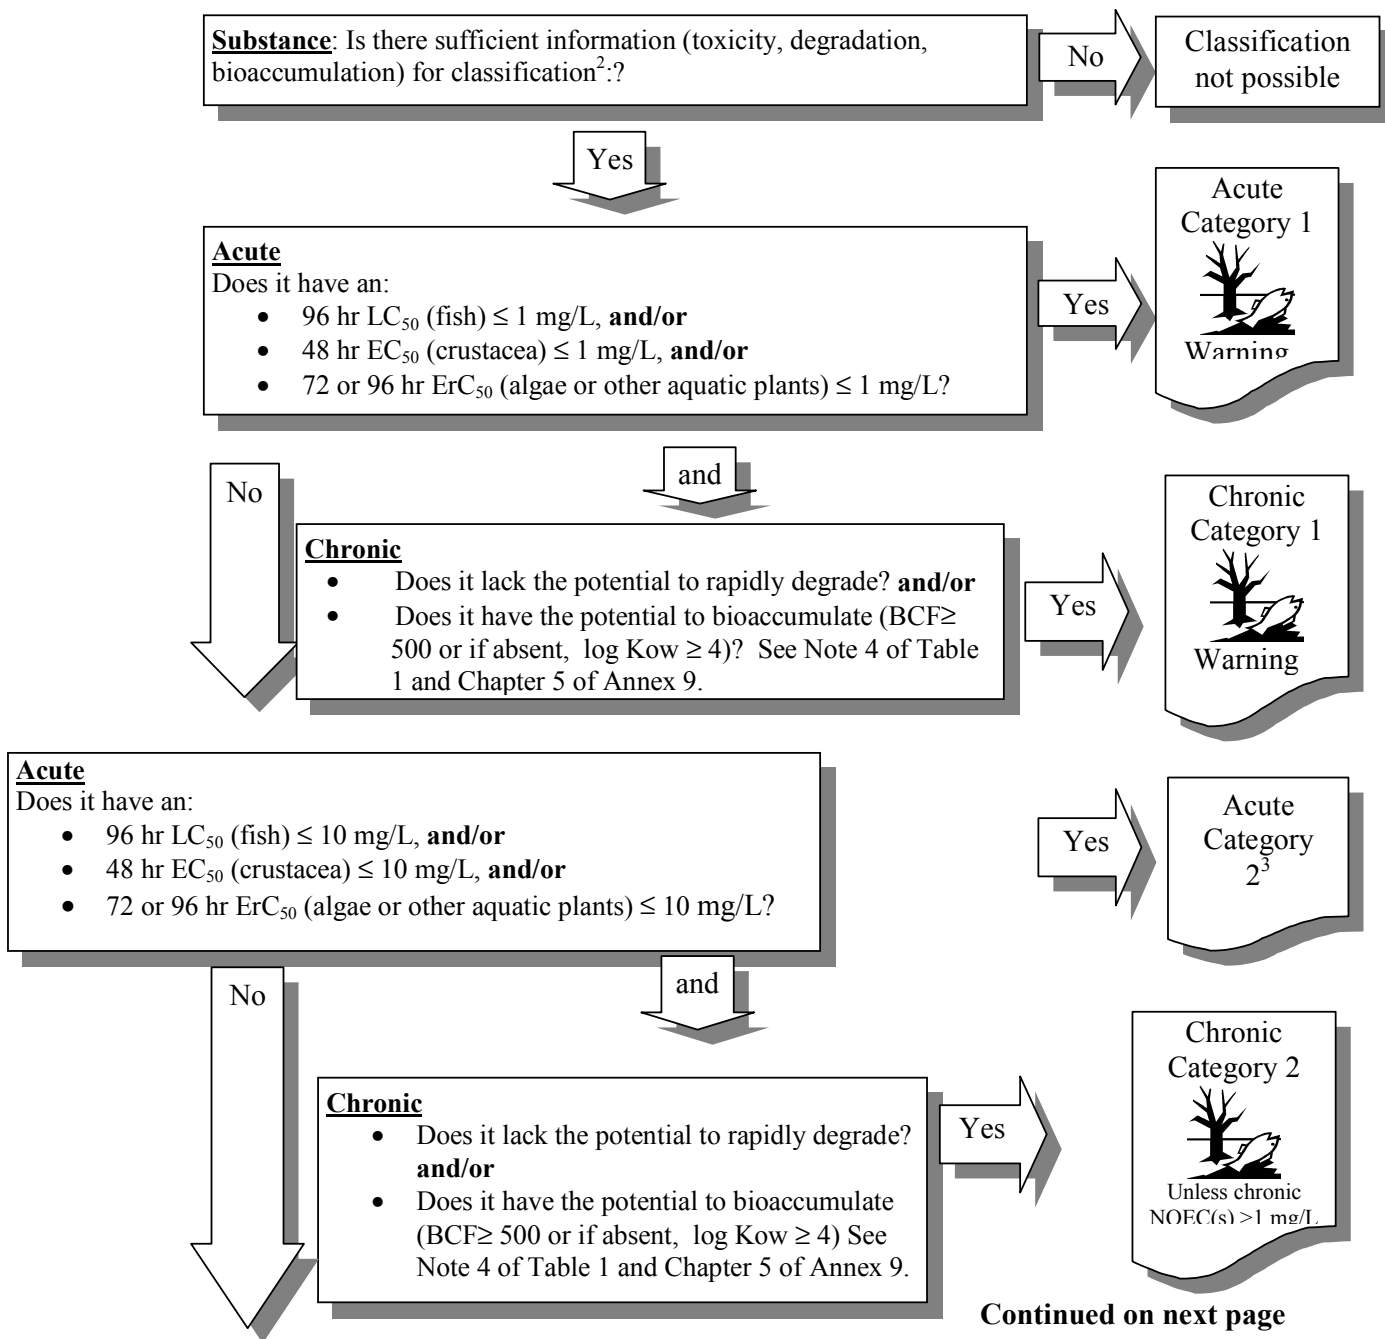 Substance: Is there sufficient information (toxicity, degradation,
bioaccumulation) for classification²:?
No
Classification
not possible
Yes
Acute
Does it have an:
• 96 hr LC₅₀ (fish) ≤ 1 mg/L, and/or
• 48 hr EC₅₀ (crustacea) ≤ 1 mg/L, and/or
• 72 or 96 hr ErC₅₀ (algae or other aquatic plants) ≤ 1 mg/L?
Yes
Acute
Category 1
Warning
No
and
Chronic
• Does it lack the potential to rapidly degrade? and/or
• Does it have the potential to bioaccumulate (BCF≥
500 or if absent, log Kow ≥ 4)? See Note 4 of Table
1 and Chapter 5 of Annex 9.
Yes
Chronic
Category 1
Warning
Acute
Does it have an:
• 96 hr LC₅₀ (fish) ≤ 10 mg/L, and/or
• 48 hr EC₅₀ (crustacea) ≤ 10 mg/L, and/or
• 72 or 96 hr ErC₅₀ (algae or other aquatic plants) ≤ 10 mg/L?
Yes
Acute
Category
2³
No
and
Chronic
• Does it lack the potential to rapidly degrade?
and/or
• Does it have the potential to bioaccumulate
(BCF≥ 500 or if absent, log Kow ≥ 4) See
Note 4 of Table 1 and Chapter 5 of Annex 9.
Yes
Chronic
Category 2
Unless chronic
NOEC(s) >1 mg/L
Continued on next page